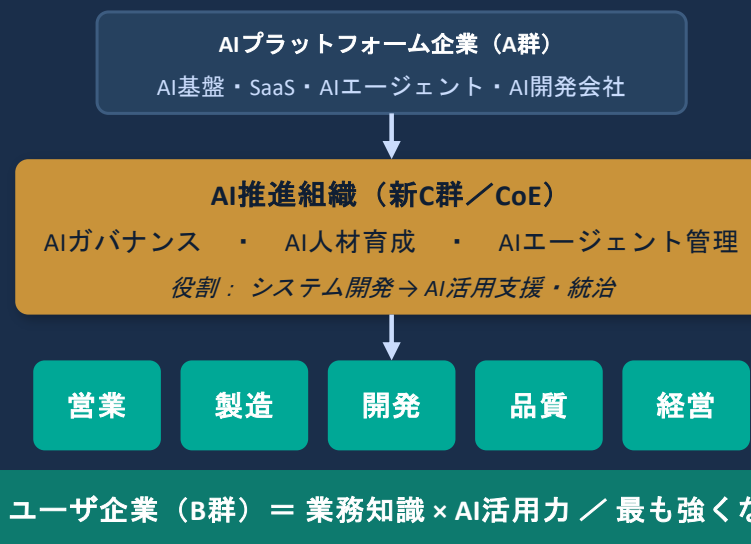 AIプラットフォーム企業（A群）
AI基盤・SaaS・AIエージェント・AI開発会社
AI推進組織（新C群／CoE）
AIガバナンス ・ AI人材育成 ・ AIエージェント管理
役割： システム開発→AI活用支援・統治
営業 製造 開発 品質 経営
ユーザ企業（B群）＝ 業務知識 × AI活用力 ／ 最も強くな